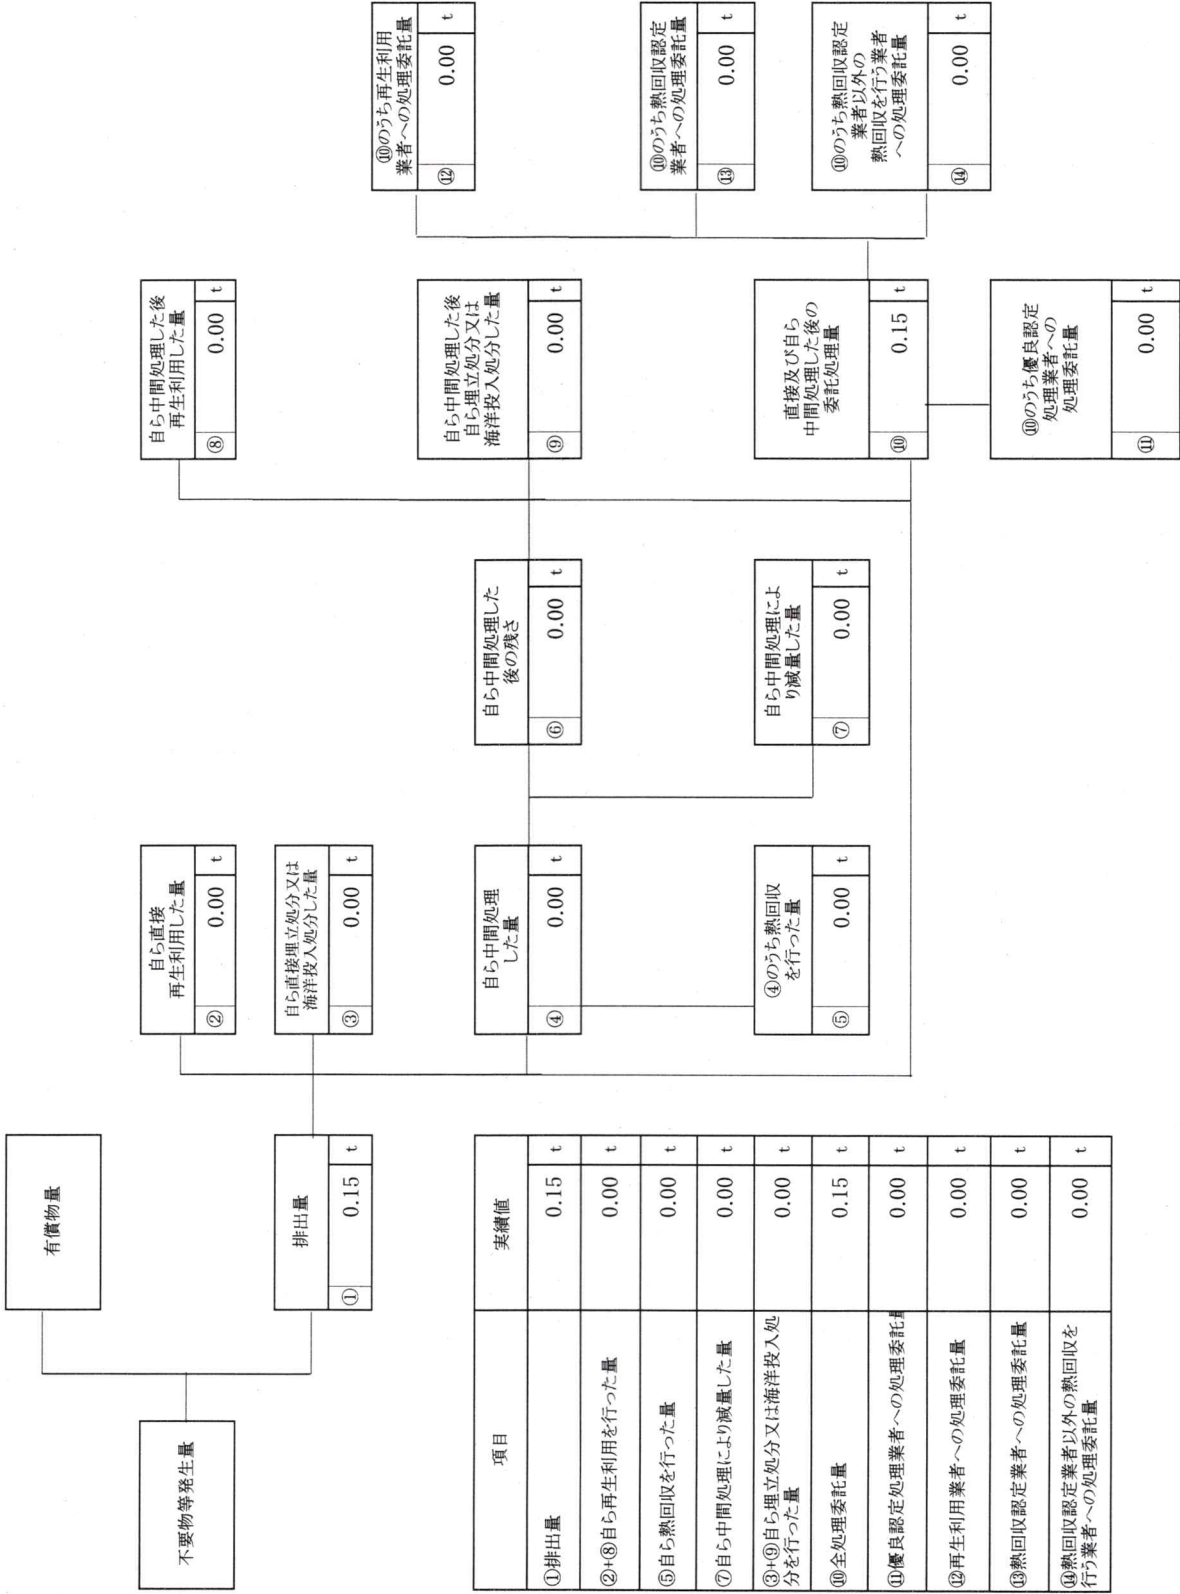 不要物等発生量
有償物量
排出量
① 0.15 t
自ら直接
再生利用した量
② 0.00 t
自ら直接埋立処分又は
海洋投入処分した量
③ 0.00 t
自ら中間処理
した量
④ 0.00 t
④のうち熱回収
を行った量
⑤ 0.00 t
自ら中間処理した
後の残さ
⑥ 0.00 t
自ら中間処理によ
り減量した量
⑦ 0.00 t
自ら中間処理した後
再生利用した量
⑧ 0.00 t
自ら中間処理した後
自ら埋立処分又は
海洋投入処分した量
⑨ 0.00 t
直接及び自ら
中間処理した後の
委託処理量
⑩ 0.15 t
⑩のうち優良認定
処理業者への
処理委託量
⑪ 0.00 t
⑩のうち再生利用
業者への処理委託量
⑫ 0.00 t
⑩のうち熱回収認定
業者への処理委託量
⑬ 0.00 t
⑩のうち熱回収認定
業者以外の
熱回収を行う業者
への処理委託量
⑭ 0.00 t
項目 実績値
①排出量 0.15 t
②+⑧自ら再生利用を行った量 0.00 t
⑤自ら熱回収を行った量 0.00 t
⑦自ら中間処理により減量した量 0.00 t
③+⑨自ら埋立処分又は海洋投入処
分を行った量 0.00 t
⑩全処理委託量 0.15 t
⑪優良認定処理業者への処理委託量 0.00 t
⑫再生利用業者への処理委託量 0.00 t
⑬熱回収認定業者への処理委託量 0.00 t
⑭熱回収認定業者以外の熱回収を
行う業者への処理委託量 0.00 t